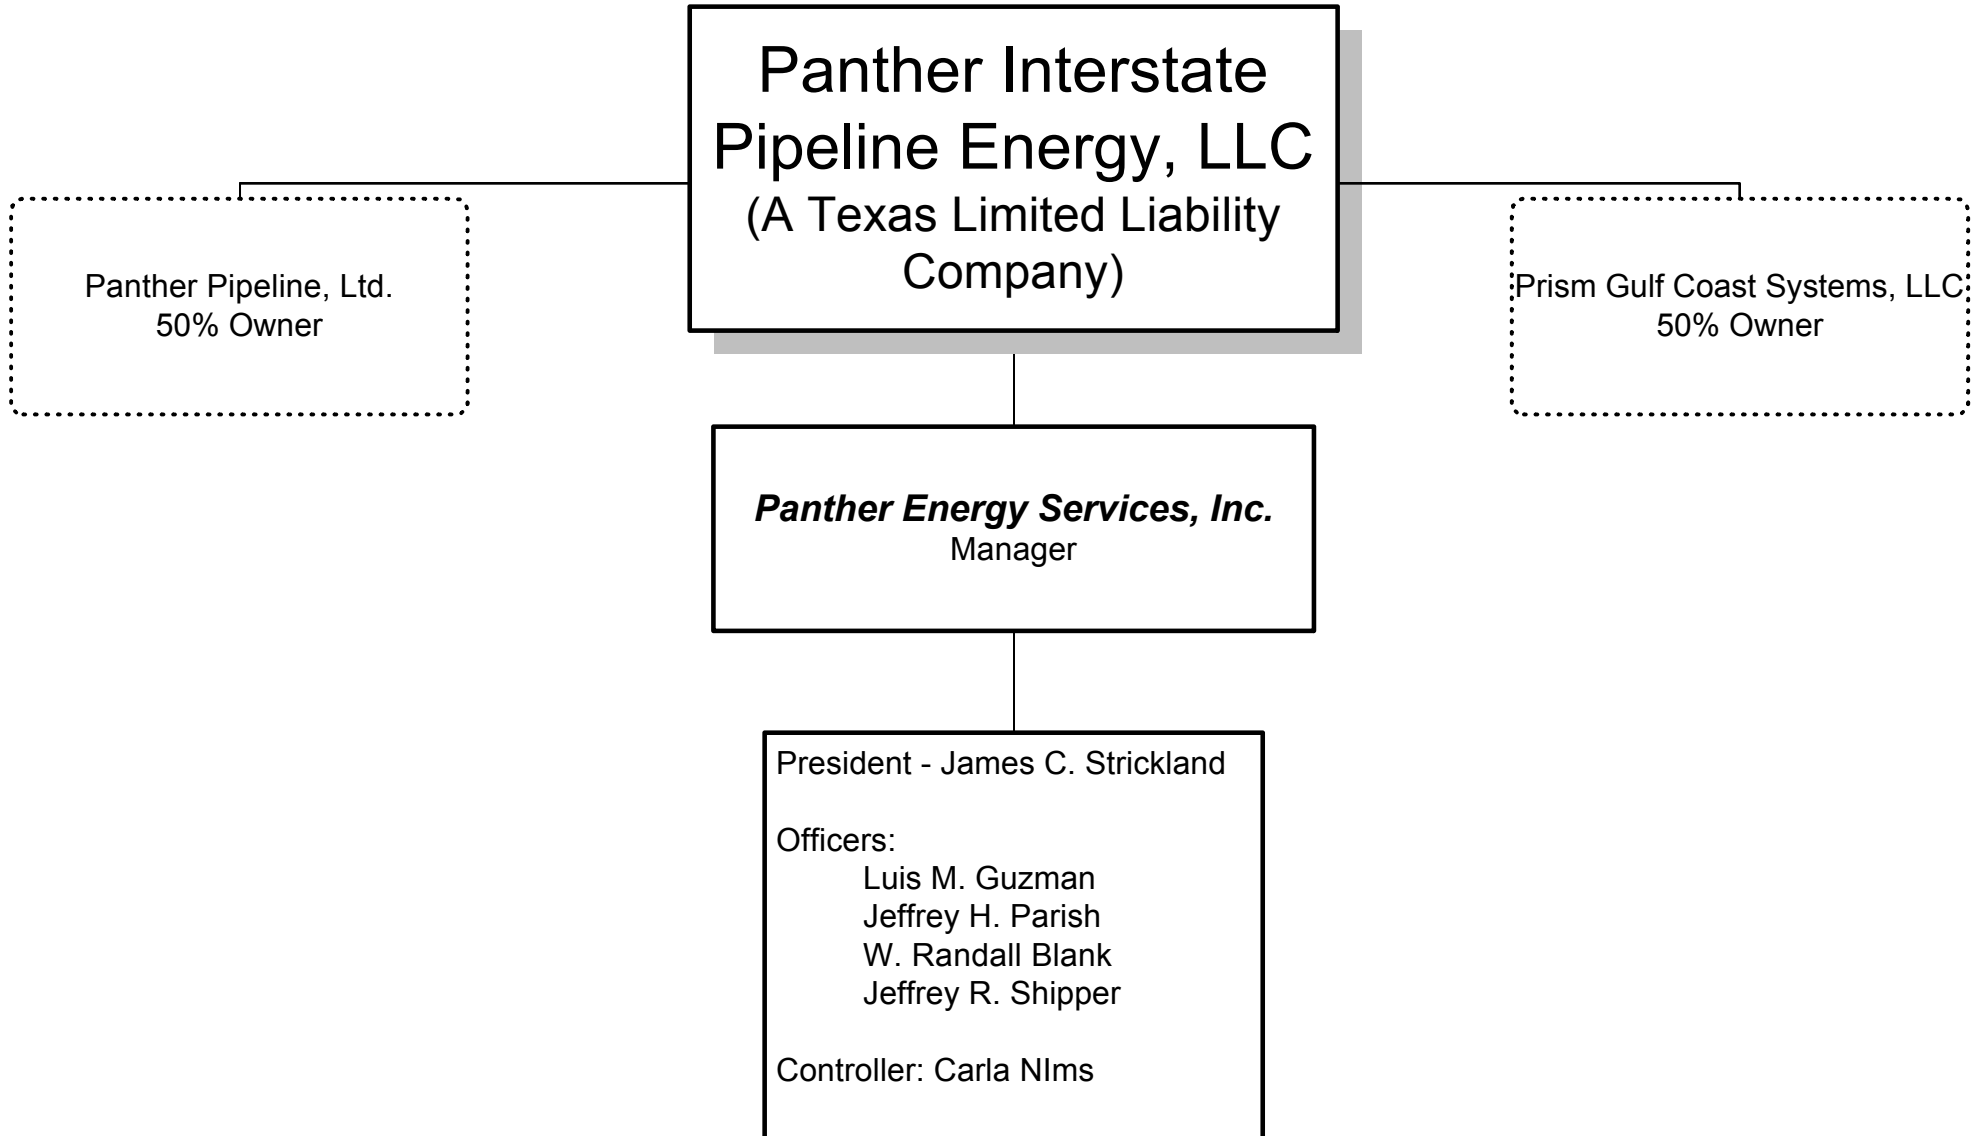 Panther Interstate
Pipeline Energy, LLC
(A Texas Limited Liability
Company)
Panther Pipeline, Ltd.
50% Owner
Prism Gulf Coast Systems, LLC
50% Owner
Panther Energy Services, Inc.
Manager
President - James C. Strickland
Officers:
Luis M. Guzman
Jeffrey H. Parish
W. Randall Blank
Jeffrey R. Shipper
Controller: Carla NIms